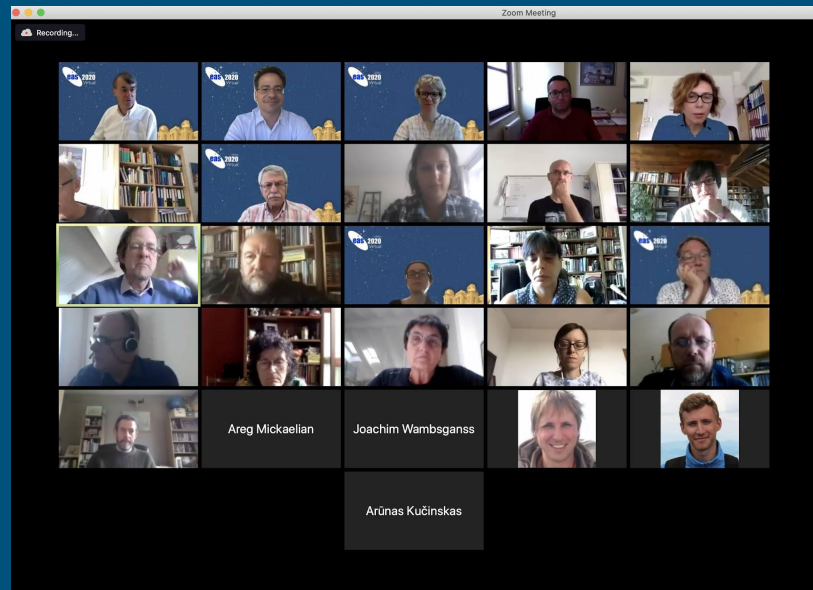 Zoom Meeting
Recording...
eas 2020
Virtual
eas 2020
Virtual
eas 2020
Virtual
eas 2020
Virtual
eas 2020
Virtual
eas 2020
Virtual
Areg Mickaelian
Joachim Wambsganss
Arūnas Kučinskas